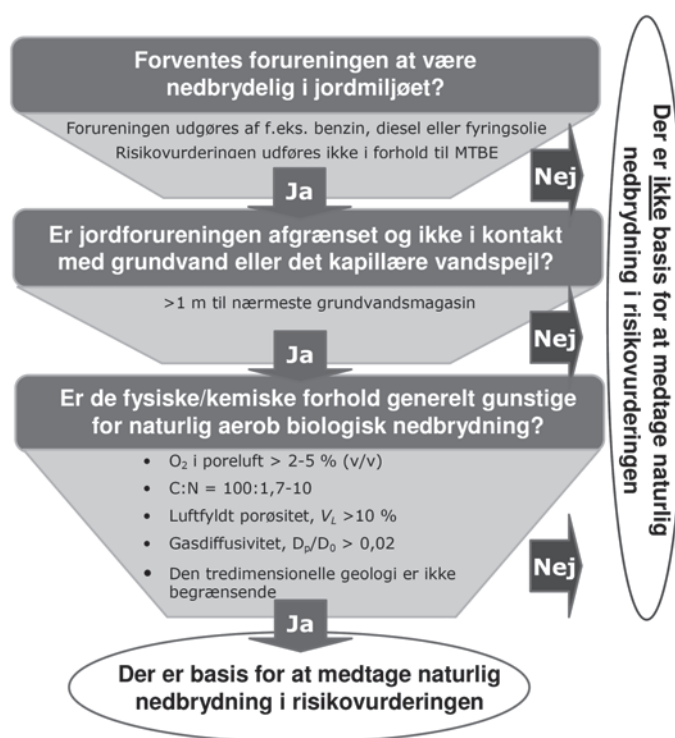 Forventes forureningen at være
nedbrydelig i jordmiljøet?
Forureningen udgøres af f.eks. benzin, diesel eller fyringsolie
Risikovurderingen udføres ikke i forhold til MTBE
Nej
Ja
Er jordforureningen afgrænset og ikke i kontakt
med grundvand eller det kapillære vandspejl?
>1 m til nærmeste grundvandsmagasin
Nej
Ja
Er de fysiske/kemiske forhold generelt gunstige
for naturlig aerob biologisk nedbrydning?
• O₂ i poreluft > 2-5 % (v/v)
• C:N = 100:1,7-10
• Luftfyldt porøsitet, V_L >10 %
• Gasdiffusivitet, Dₚ/D₀ > 0,02
• Den tredimensionelle geologi er ikke
begrænsende
Nej
Ja
Der er basis for at medtage naturlig
nedbrydning i risikovurderingen
Der er ikke basis for at medtage naturlig
nedbrydning i risikovurderingen